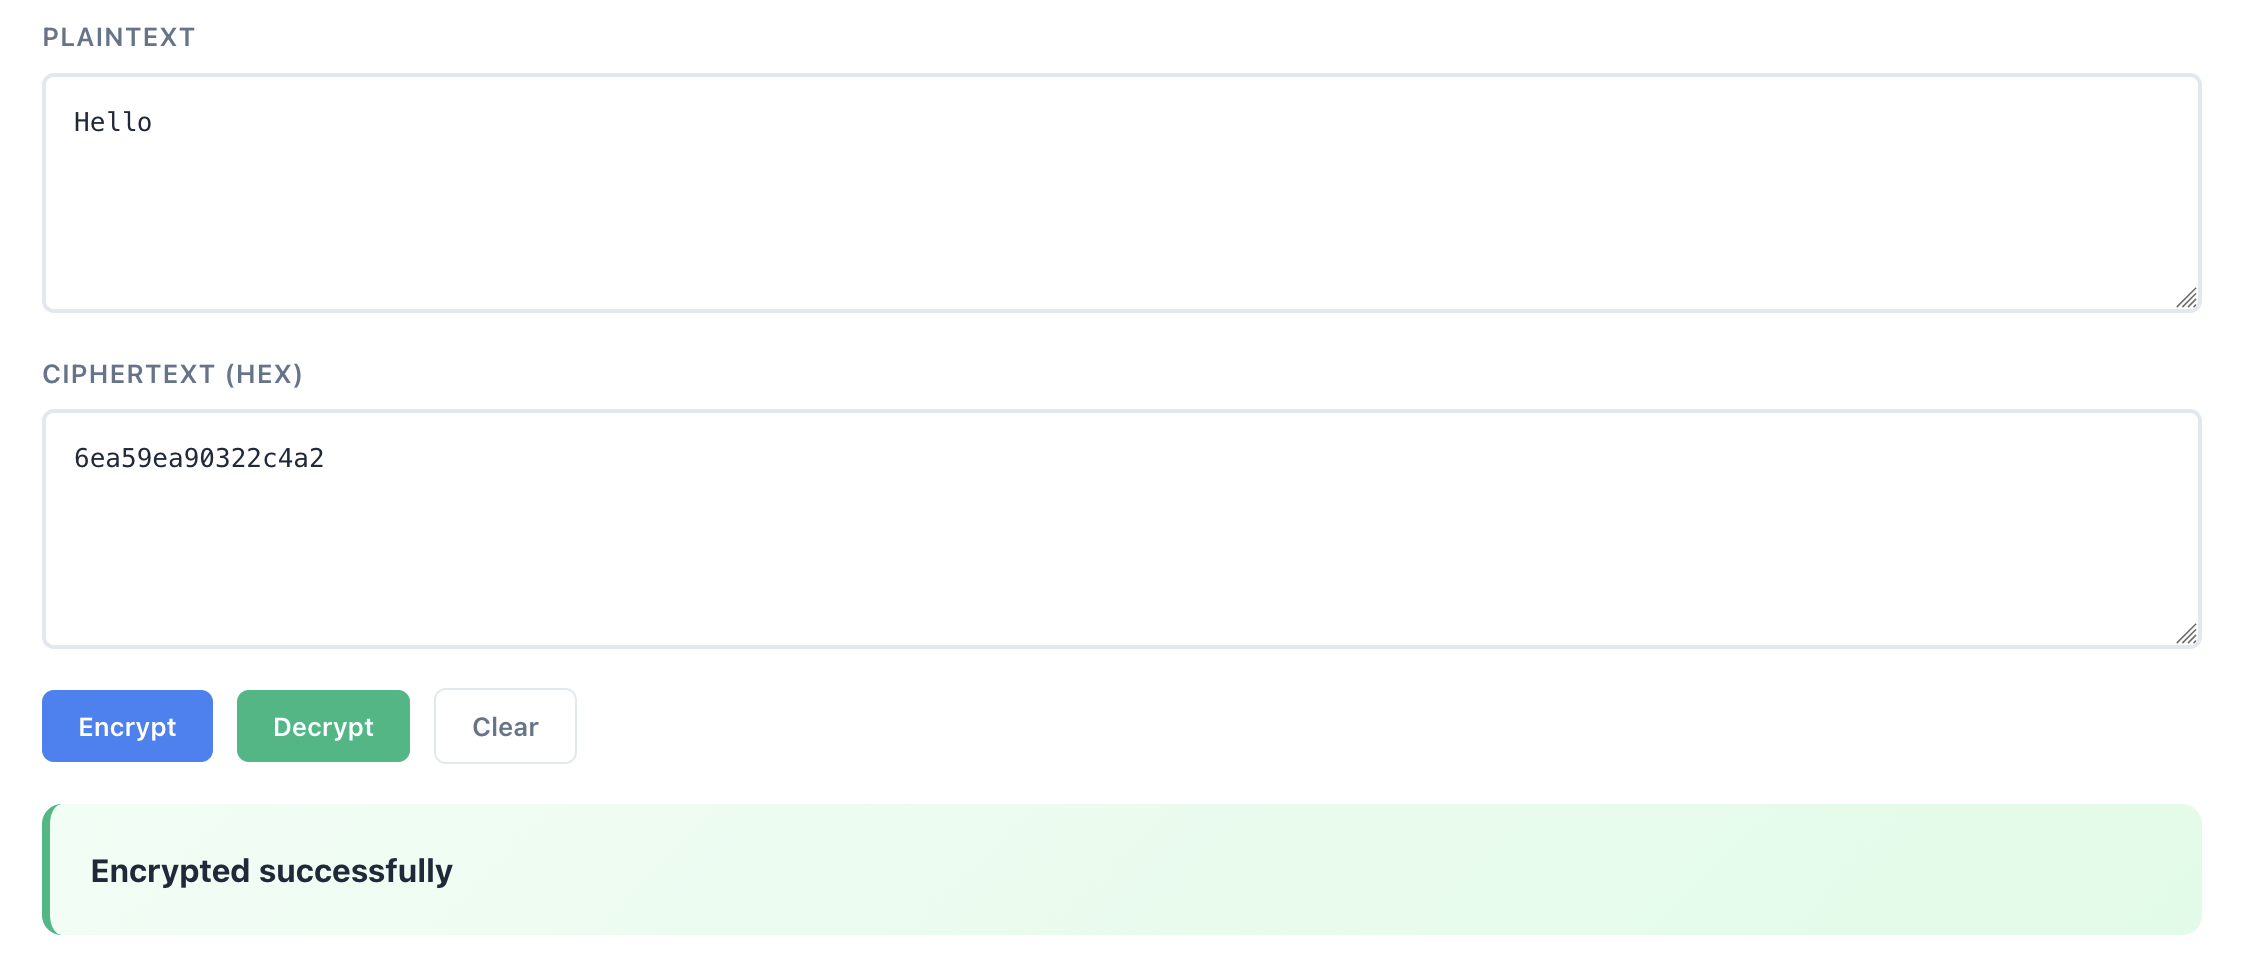 PLAINTEXT
Hello
CIPHERTEXT (HEX)
6ea59ea90322c4a2
Encrypt Decrypt Clear
Encrypted successfully